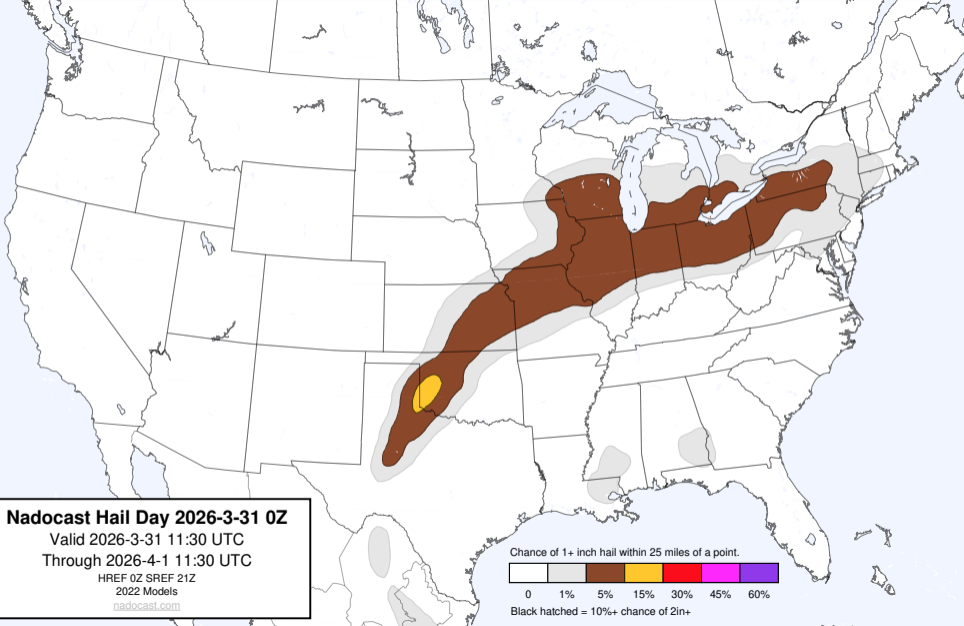 Nadocast Hail Day 2026-3-31 0Z
Valid 2026-3-31 11:30 UTC
Through 2026-4-1 11:30 UTC
HREF 0Z SREF 21Z
2022 Models
nadocast.com
Chance of 1+ inch hail within 25 miles of a point.
0 1% 5% 15% 30% 45% 60%
Black hatched = 10%+ chance of 2in+